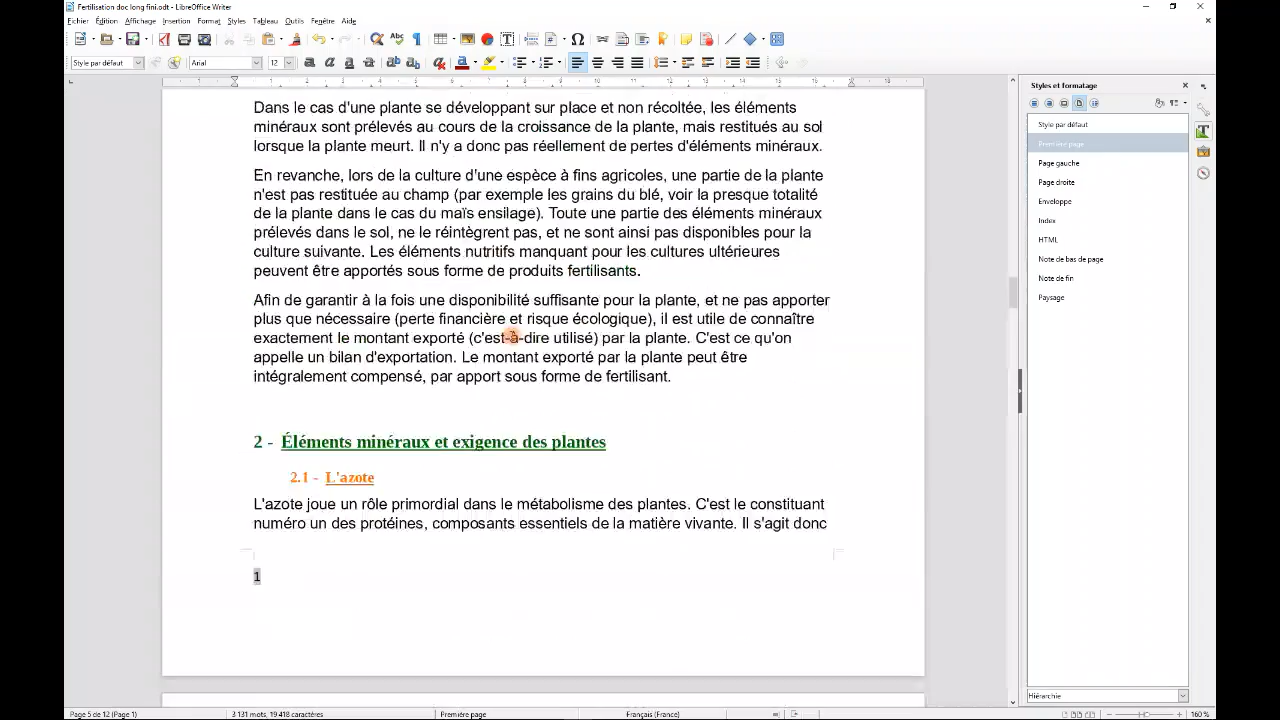 Fertilisation doc long fini.odt - LibreOffice Writer
Fichier Édition Affichage Insertion Format Styles Tableau Outils Fenêtre Aide
Style par défaut Arial 12
Styles et formatage
Style par défaut
Première page
Page gauche
Page droite
Enveloppe
Index
HTML
Note de bas de page
Note de fin
Paysage
Hiérarchie
Dans le cas d'une plante se développant sur place et non récoltée, les éléments
minéraux sont prélevés au cours de la croissance de la plante, mais restitués au sol
lorsque la plante meurt. Il n'y a donc pas réellement de pertes d'éléments minéraux.
En revanche, lors de la culture d'une espèce à fins agricoles, une partie de la plante
n'est pas restituée au champ (par exemple les grains du blé, voir la presque totalité
de la plante dans le cas du maïs ensilage). Toute une partie des éléments minéraux
prélevés dans le sol, ne le réintègrent pas, et ne sont ainsi pas disponibles pour la
culture suivante. Les éléments nutritifs manquant pour les cultures ultérieures
peuvent être apportés sous forme de produits fertilisants.
Afin de garantir à la fois une disponibilité suffisante pour la plante, et ne pas apporter
plus que nécessaire (perte financière et risque écologique), il est utile de connaître
exactement le montant exporté (c'est-à-dire utilisé) par la plante. C'est ce qu'on
appelle un bilan d'exportation. Le montant exporté par la plante peut être
intégralement compensé, par apport sous forme de fertilisant.
2 - Éléments minéraux et exigence des plantes
2.1 - L'azote
L'azote joue un rôle primordial dans le métabolisme des plantes. C'est le constituant
numéro un des protéines, composants essentiels de la matière vivante. Il s'agit donc
1
Page 5 de 12 (Page 1) 3 131 mots, 19 418 caractères Première page Français (France) 160 %